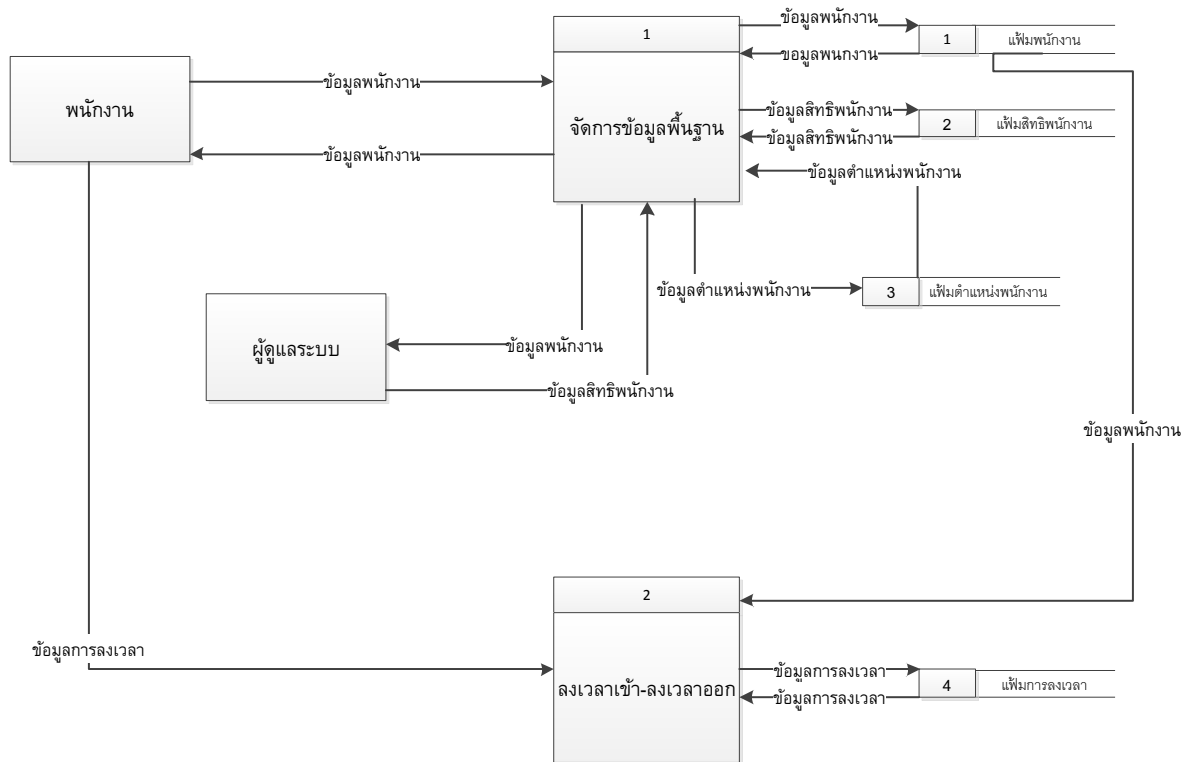 1
ข้อมูลพนักงาน
1
แฟ้มพนักงาน
ข้อมูลพนักงาน
พนักงาน
ข้อมูลพนักงาน
จัดการข้อมูลพื้นฐาน
ข้อมูลสิทธิพนักงาน
2
แฟ้มสิทธิพนักงาน
ข้อมูลสิทธิพนักงาน
ข้อมูลพนักงาน
ข้อมูลตำแหน่งพนักงาน
ข้อมูลตำแหน่งพนักงาน
3
แฟ้มตำแหน่งพนักงาน
ผู้ดูแลระบบ
ข้อมูลพนักงาน
ข้อมูลสิทธิพนักงาน
ข้อมูลพนักงาน
2
ข้อมูลการลงเวลา
ลงเวลาเข้า-ลงเวลาออก
ข้อมูลการลงเวลา
4
แฟ้มการลงเวลา
ข้อมูลการลงเวลา